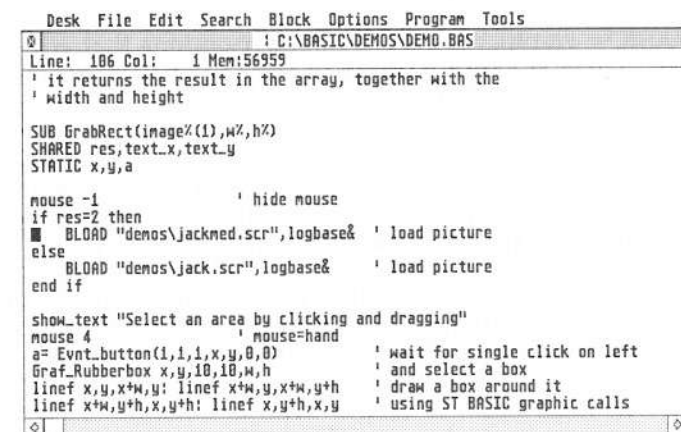 Desk File Edit Search Block Options Program Tools
: C:\BASIC\DEMOS\DEMO.BAS
Line: 106 Col: 1 Mem:56959
' it returns the result in the array, together with the
' width and height
SUB GrabRect(image%(1),w%,h%)
SHARED res,text_x,text_y
STATIC x,y,a
mouse -1 ' hide mouse
if res=2 then
BLOAD "demos\jackmed.scr",logbase& ' load picture
else
BLOAD "demos\jack.scr",logbase& ' load picture
end if
show_text "Select an area by clicking and dragging"
mouse 4 ' mouse=hand
a= Evnt_button(1,1,1,x,y,0,0) ' wait for single click on left
Graf_Rubberbox x,y,10,10,w,h ' and select a box
linef x,y,x+w,y: linef x+w,y,x+w,y+h ' draw a box around it
linef x+w,y+h,x,y+h: linef x,y+h,x,y ' using ST BASIC graphic calls